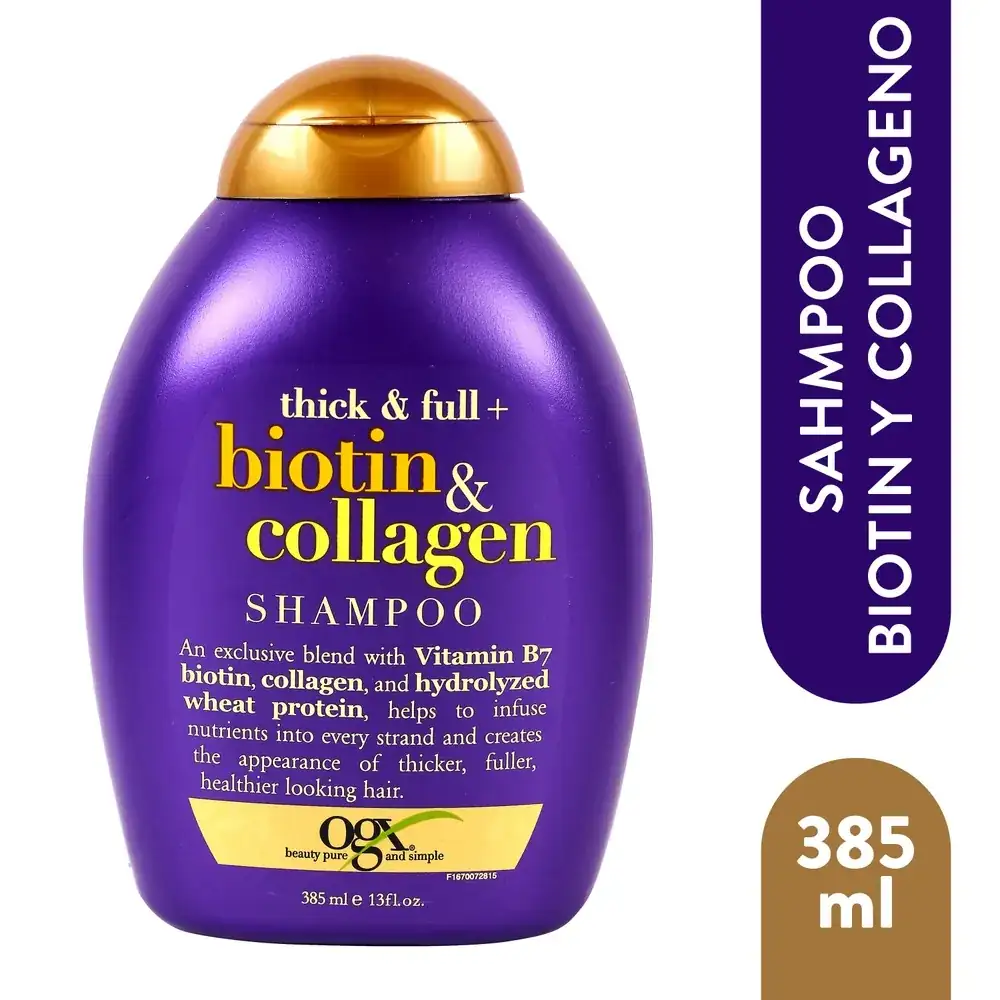 thick & full +
biotin &
collagen
SHAMPOO
An exclusive blend with Vitamin B7
biotin, collagen, and hydrolyzed
wheat protein, helps to infuse
nutrients into every strand and creates
the appearance of thicker, fuller,
healthier looking hair.
ogx®
beauty pure and simple
F1670072815
385 ml e 13fl.oz.
SAHMPOO
BIOTIN Y COLLAGENO
385
ml